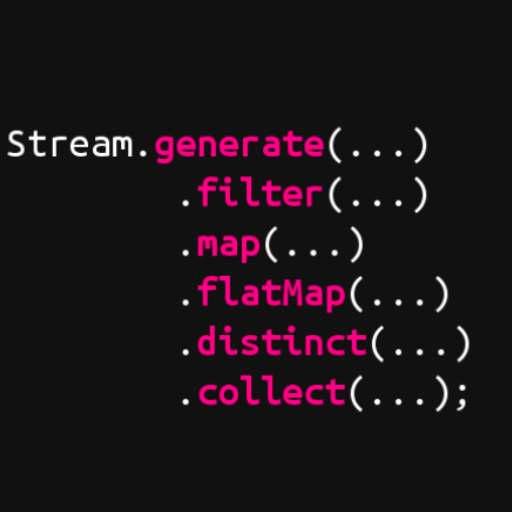 Stream.generate(...)
.filter(...)
.map(...)
.flatMap(...)
.distinct(...)
.collect(...);